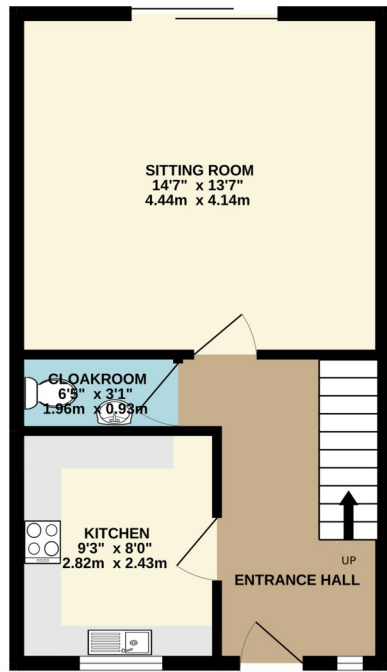 SITTING ROOM
14'7" x 13'7"
4.44m x 4.14m
CLOAKROOM
6'5" x 3'1"
1.96m x 0.93m
KITCHEN
9'3" x 8'0"
2.82m x 2.43m
UP
ENTRANCE HALL